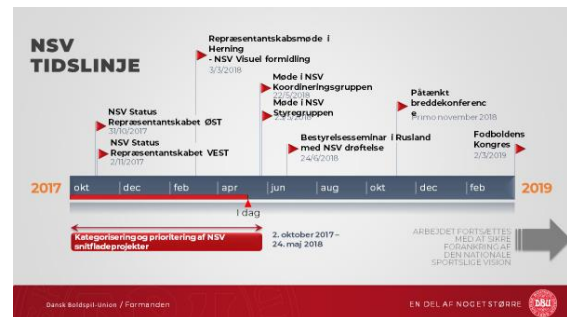 NSV
TIDSLINJE
Repræsentantskabsmøde i
Herning
- NSV Visuel formidling
3/3/2018
Møde i NSV
Koordineringsgruppen
22/5/2018
Møde i NSV
Styregruppen
NSV Status
Repræsentantskabet ØST
31/10/2017
NSV Status
Repræsentantskabet VEST
2/11/2017
Bestyrelsesseminar i Rusland
med NSV drøftelse
24/6/2018
Påtænkt
breddekonferenc
e
Primo november 2018
Fodboldens
Kongres
2/3/2019
2017 okt dec feb apr jun aug okt dec feb 2019
I dag
Kategorisering og prioritering af NSV
snitfladeprojekter
2. oktober 2017 –
24. maj 2018
ARBEJDET FORTSÆTTES
MED AT SIKRE
FORANKRING AF
DEN NATIONALE
SPORTSLIGE VISION
Dansk Boldspil-Union / Formanden
EN DEL AF NOGET STØRRE
DBU